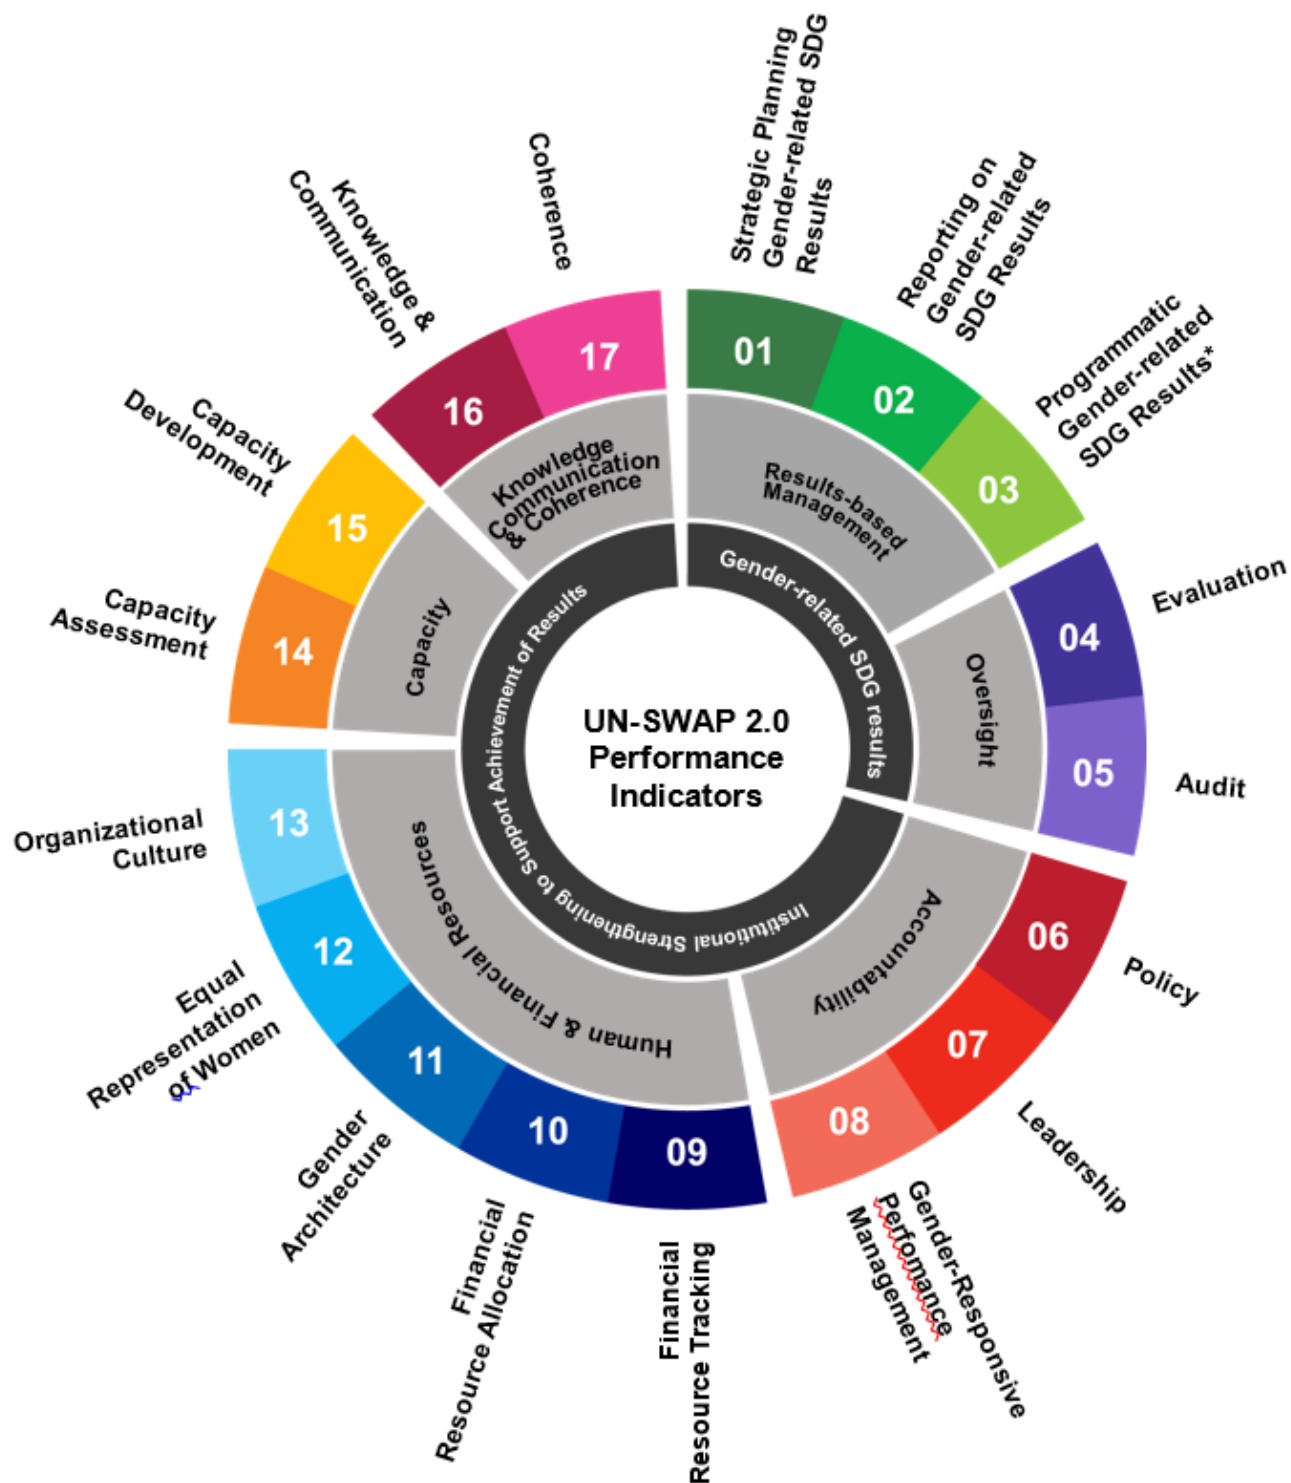 UN-SWAP 2.0
Performance
Indicators
Gender-related SDG results
Institutional Strengthening to Support Achievement of Results
Results-based
Management
Oversight
Accountability
Human & Financial Resources
Capacity
Knowledge
Communication
& Coherence
01
Strategic Planning
Gender-related SDG
Results
02
Reporting on
Gender-related
SDG Results
03
Programmatic
Gender-related
SDG Results*
04
Evaluation
05
Audit
06
Policy
07
Leadership
08
Gender-Responsive
Perfomance
Management
09
Financial
Resource Tracking
10
Financial
Resource Allocation
11
Gender
Architecture
12
Equal
Representation
of Women
13
Organizational
Culture
14
Capacity
Assessment
15
Capacity
Development
16
Knowledge &
Communication
17
Coherence